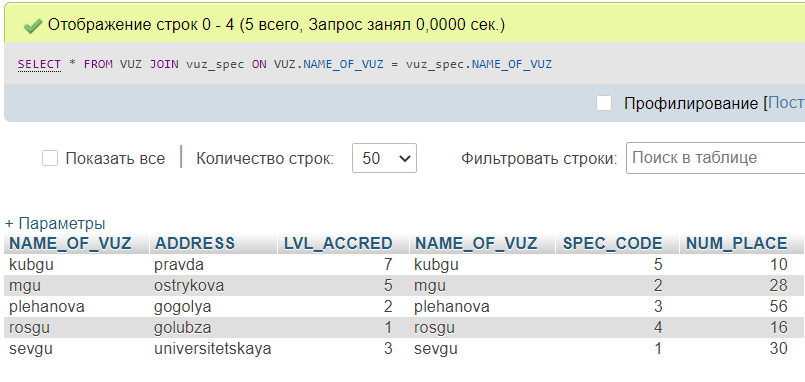 Отображение строк 0 - 4 (5 всего, Запрос занял 0,0000 сек.)
SELECT * FROM VUZ JOIN vuz_spec ON VUZ.NAME_OF_VUZ = vuz_spec.NAME_OF_VUZ
Профилирование [Пост
Показать все | Количество строк: 50 Фильтровать строки: Поиск в таблице
+ Параметры
NAME_OF_VUZ ADDRESS LVL_ACCRED NAME_OF_VUZ SPEC_CODE NUM_PLACE
kubgu pravda 7 kubgu 5 10
mgu ostrykova 5 mgu 2 28
plehanova gogolya 2 plehanova 3 56
rosgu golubza 1 rosgu 4 16
sevgu universitetskaya 3 sevgu 1 30